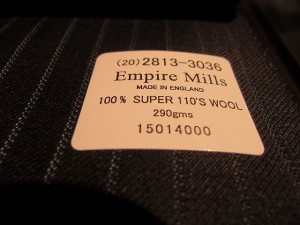 (20) 2813-3036
Empire Mills
MADE IN ENGLAND
100% SUPER 110'S WOOL
290gms
15014000